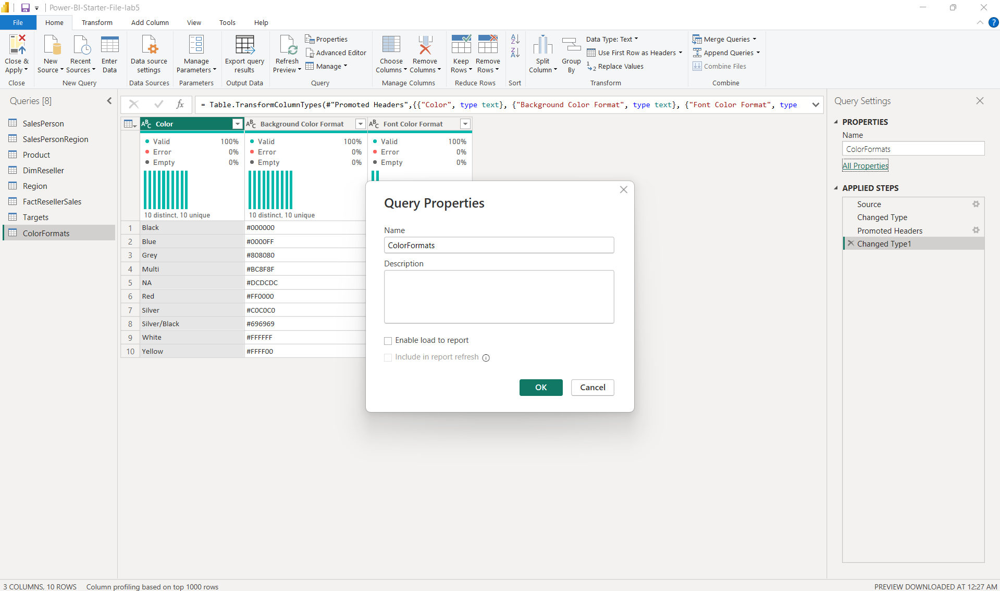 Power-BI-Starter-File-lab5
File Home Transform Add Column View Tools Help
?
Close & Apply
Close
New Source
Recent Sources
Enter Data
New Query
Data source settings
Data Sources
Manage Parameters
Parameters
Export query results
Output Data
Refresh Preview
Properties
Advanced Editor
Manage
Query
Choose Columns
Remove Columns
Manage Columns
Keep Rows
Remove Rows
Reduce Rows
A Z
Z A
Sort
Split Column
Group By
Data Type: Text
Use First Row as Headers
1 2 Replace Values
Transform
Merge Queries
Append Queries
Combine Files
Combine
Queries [8]
SalesPerson
SalesPersonRegion
Product
DimReseller
Region
FactResellerSales
Targets
ColorFormats
fx
= Table.TransformColumnTypes(#"Promoted Headers",{{"Color", type text}, {"Background Color Format", type text}, {"Font Color Format", type
ABC Color ABC Background Color Format ABC Font Color Format
Valid 100% Valid 100% Valid 100%
Error 0% Error 0% Error 0%
Empty 0% Empty 0% Empty 0%
10 distinct, 10 unique 10 distinct, 10 unique
1 Black #000000
2 Blue #0000FF
3 Grey #808080
4 Multi #BC8F8F
5 NA #DCDCDC
6 Red #FF0000
7 Silver #C0C0C0
8 Silver/Black #696969
9 White #FFFFFF
10 Yellow #FFFF00
Query Properties
Name
ColorFormats
Description
Enable load to report
Include in report refresh
OK Cancel
Query Settings
PROPERTIES
Name
ColorFormats
All Properties
APPLIED STEPS
Source
Changed Type
Promoted Headers
Changed Type1
3 COLUMNS, 10 ROWS Column profiling based on top 1000 rows
PREVIEW DOWNLOADED AT 12:27 AM